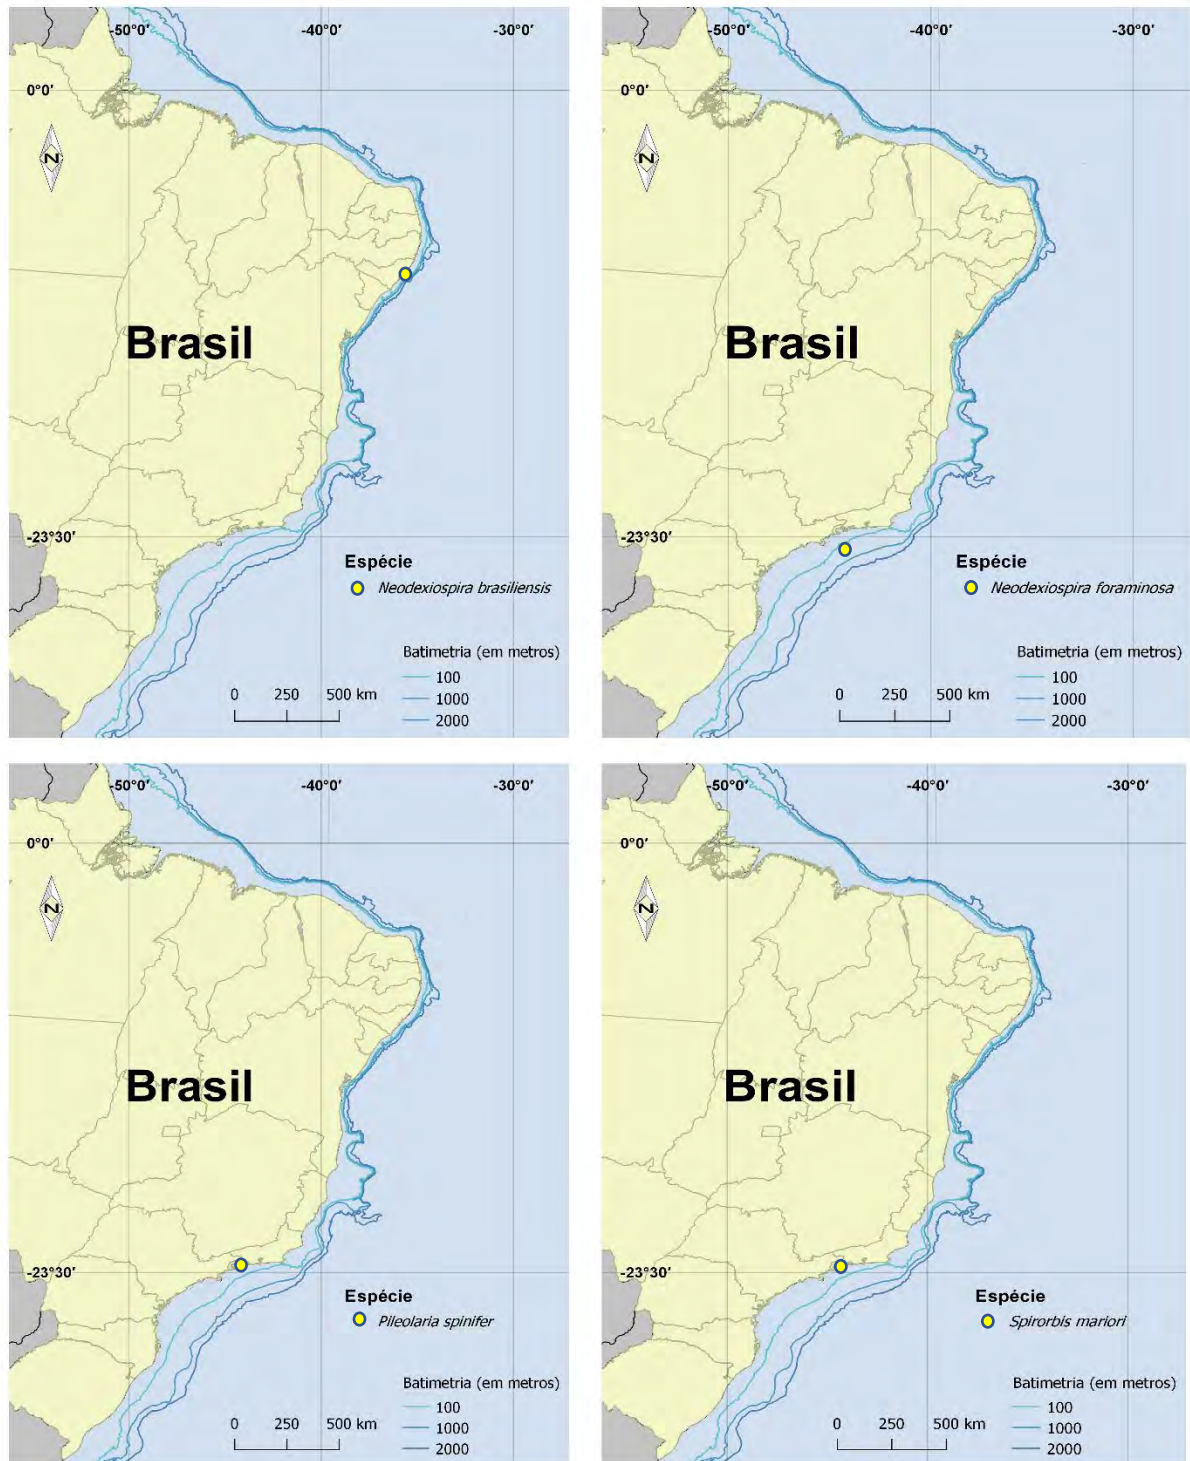 -50°0′ -40°0′ -30°0′
0°0′
N
Brasil
-23°30′
Espécie
Neodexiospira brasiliensis
Batimetria (em metros)
0 250 500 km
100
1000
2000
-50°0′ -40°0′ -30°0′
0°0′
N
Brasil
-23°30′
Espécie
Neodexiospira foraminosa
Batimetria (em metros)
0 250 500 km
100
1000
2000
-50°0′ -40°0′ -30°0′
0°0′
N
Brasil
-23°30′
Espécie
Pileolaria spinifer
Batimetria (em metros)
0 250 500 km
100
1000
2000
-50°0′ -40°0′ -30°0′
0°0′
N
Brasil
-23°30′
Espécie
Spirorbis mariori
Batimetria (em metros)
0 250 500 km
100
1000
2000